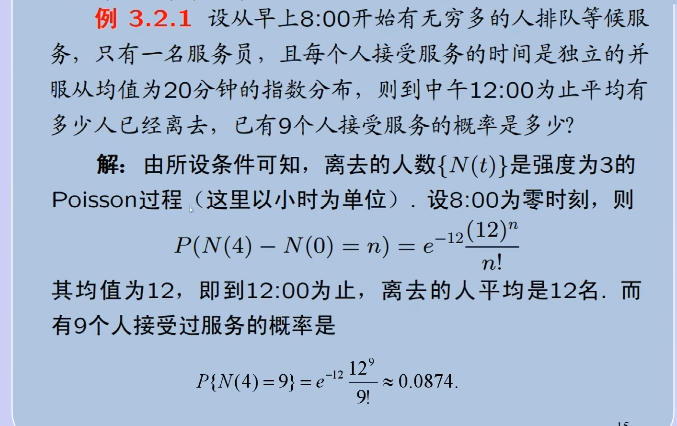 例 3.2.1 设从早上8:00开始有无穷多的人排队等候服
务，只有一名服务员，且每个人接受服务的时间是独立的并
服从均值为20分钟的指数分布，则到中午12:00为止平均有
多少人已经离去，已有9个人接受服务的概率是多少?
解：由所设条件可知，离去的人数{N(t)}是强度为3的
Poisson过程（这里以小时为单位）. 设8:00为零时刻，则
P(N(4) − N(0) = n) = e^{−12} (12)^n / n!
其均值为12，即到12:00为止，离去的人平均是12名. 而
有9个人接受过服务的概率是
P{N(4) = 9} = e^{−12} 12^9 / 9! ≈ 0.0874.